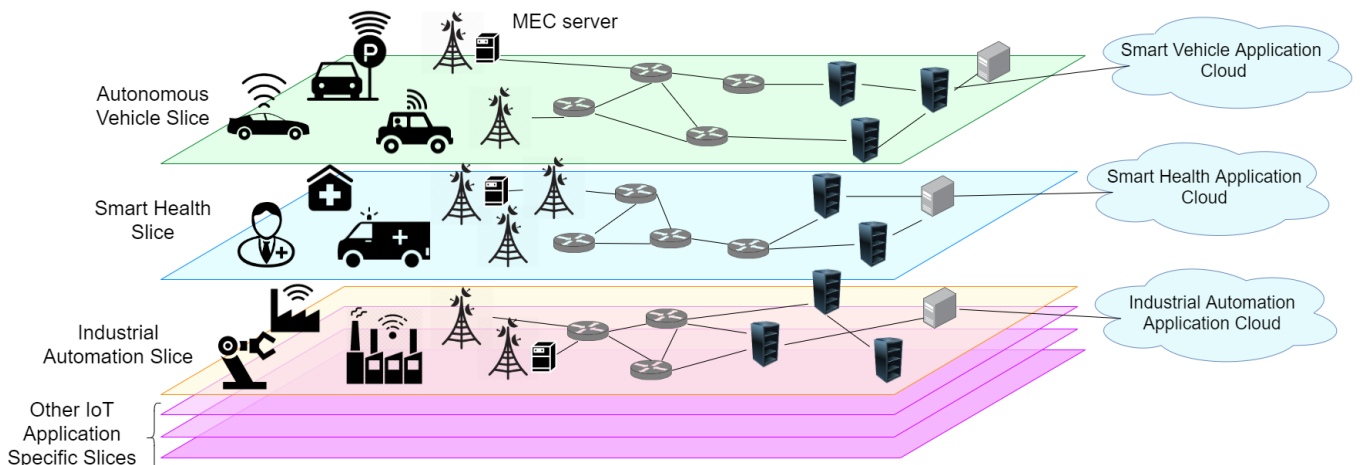 MEC server
P
Smart Vehicle Application
Cloud
Autonomous
Vehicle Slice
Smart Health Application
Cloud
Smart Health
Slice
Industrial Automation
Application Cloud
Industrial
Automation Slice
Other IoT
Application
Specific Slices